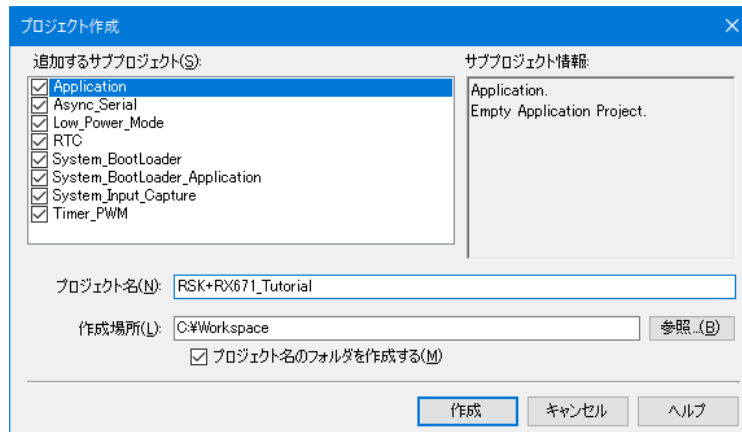 プロジェクト作成
追加するサブプロジェクト(S):
Application
Async_Serial
Low_Power_Mode
RTC
System_BootLoader
System_BootLoader_Application
System_Input_Capture
Timer_PWM
サブプロジェクト情報:
Application.
Empty Application Project.
プロジェクト名(N): RSK+RX671_Tutorial
作成場所(L): C:¥Workspace 参照...(B)
プロジェクト名のフォルダを作成する(M)
作成 キャンセル ヘルプ